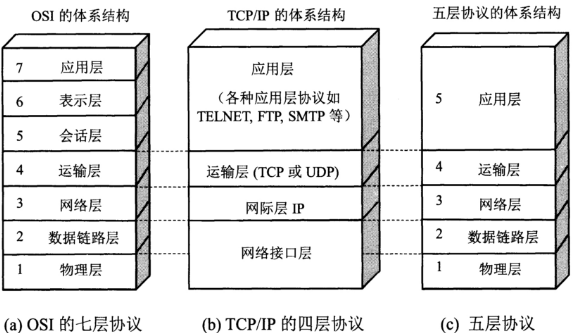 OSI 的体系结构
TCP/IP 的体系结构
五层协议的体系结构
7 应用层
6 表示层
5 会话层
4 运输层
3 网络层
2 数据链路层
1 物理层
应用层
(各种应用层协议如
TELNET, FTP, SMTP 等)
运输层 (TCP 或 UDP)
网际层 IP
网络接口层
5 应用层
4 运输层
3 网络层
2 数据链路层
1 物理层
(a) OSI 的七层协议
(b) TCP/IP 的四层协议
(c) 五层协议